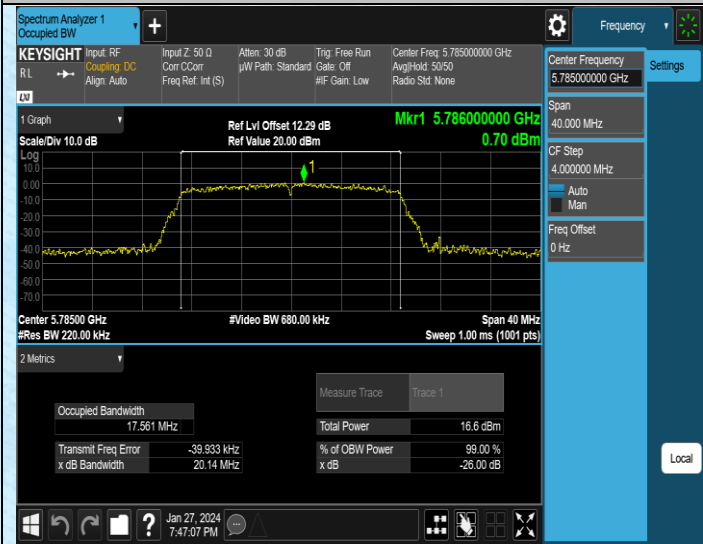 Spectrum Analyzer 1
Occupied BW
+
Frequency
KEYSIGHT
RL
LXI
Input: RF
Coupling: DC
Align: Auto
Input Z: 50 Ω
Corr CCorr
Freq Ref: Int (S)
Atten: 30 dB
µW Path: Standard
Trig: Free Run
Gate: Off
#IF Gain: Low
Center Freq: 5.785000000 GHz
Avg|Hold: 50/50
Radio Std: None
Center Frequency
5.785000000 GHz
Settings
Span
40.000 MHz
CF Step
4.000000 MHz
Auto
Man
Freq Offset
0 Hz
Local
1 Graph
Scale/Div 10.0 dB
Ref Lvl Offset 12.29 dB
Ref Value 20.00 dBm
Mkr1 5.786000000 GHz
0.70 dBm
Log
10.0
0.00
-10.0
-20.0
-30.0
-40.0
-50.0
-60.0
-70.0
1
Center 5.78500 GHz
#Res BW 220.00 kHz
#Video BW 680.00 kHz
Span 40 MHz
Sweep 1.00 ms (1001 pts)
2 Metrics
Measure Trace Trace 1
Occupied Bandwidth
17.561 MHz
Total Power 16.6 dBm
Transmit Freq Error -39.933 kHz
% of OBW Power 99.00 %
x dB Bandwidth 20.14 MHz
x dB -26.00 dB
?
Jan 27, 2024
7:47:07 PM